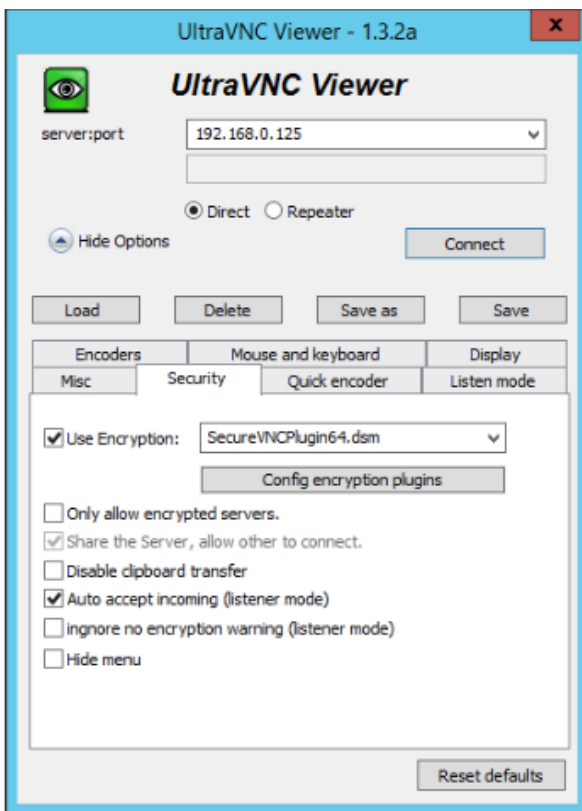 UltraVNC Viewer - 1.3.2a
x
UltraVNC Viewer
server:port
192.168.0.125
Direct
Repeater
Hide Options
Connect
Load
Delete
Save as
Save
Encoders
Mouse and keyboard
Display
Misc
Security
Quick encoder
Listen mode
Use Encryption:
SecureVNCPlugin64.dsm
Config encryption plugins
Only allow encrypted servers.
Share the Server, allow other to connect.
Disable clipboard transfer
Auto accept incoming (listener mode)
ingnore no encryption warning (listener mode)
Hide menu
Reset defaults